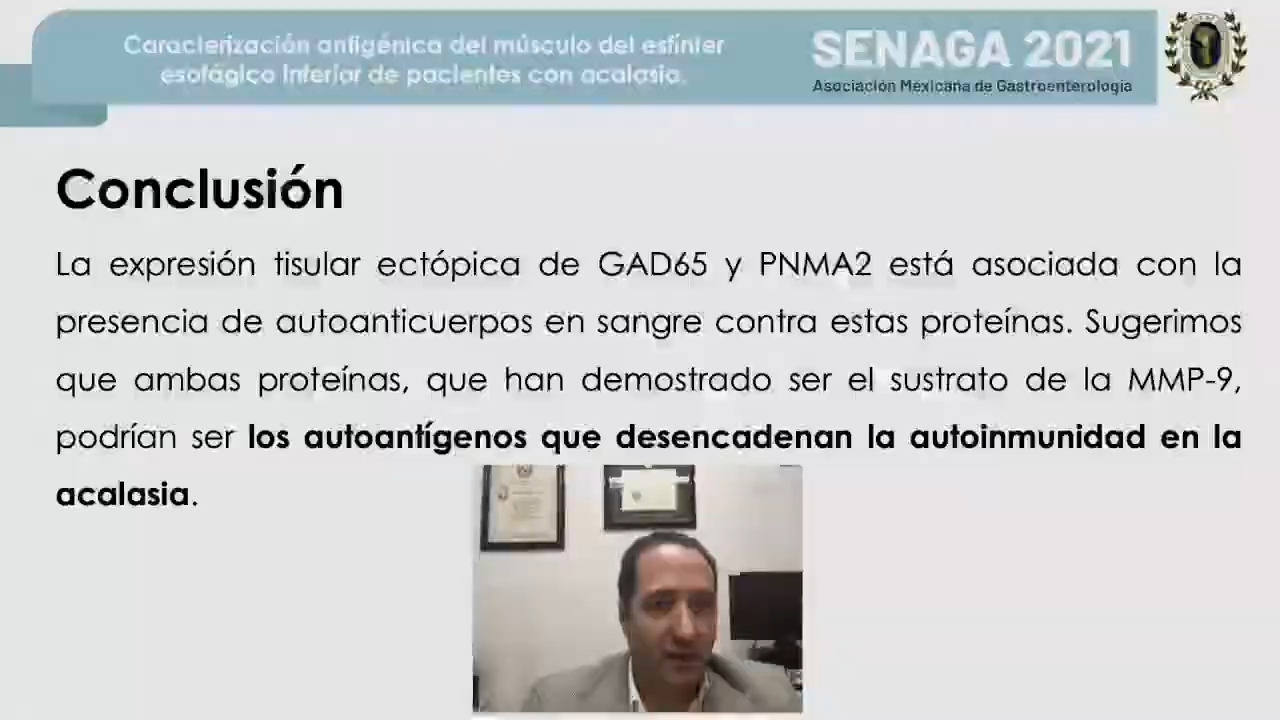 Caracterización antigénica del músculo del esfínter
esofágico inferior de pacientes con acalasia.
SENAGA 2021
Asociación Mexicana de Gastroenterología
Conclusión
La expresión tisular ectópica de GAD65 y PNMA2 está asociada con la
presencia de autoanticuerpos en sangre contra estas proteínas. Sugerimos
que ambas proteínas, que han demostrado ser el sustrato de la MMP-9,
podrían ser los autoantígenos que desencadenan la autoinmunidad en la
acalasia.